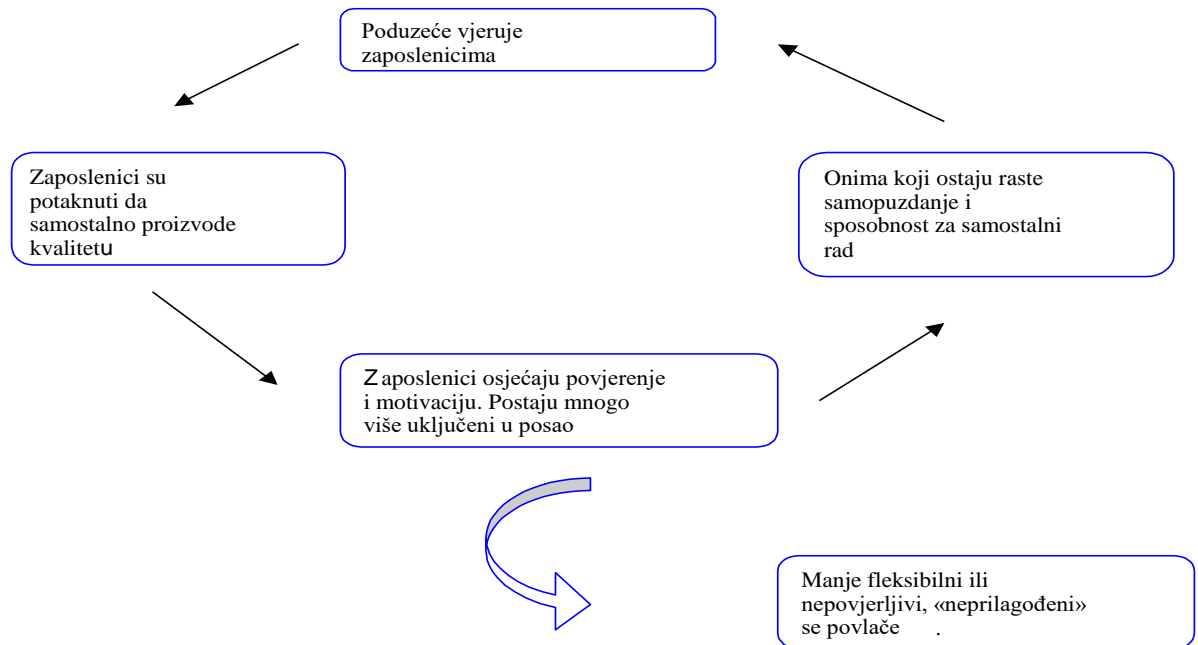 Poduzeće vjeruje
zaposlenicima
Zaposlenici su
potaknuti da
samostalno proizvode
kvalitetu
Onima koji ostaju raste
samopuzdanje i
sposobnost za samostalni
rad
Zaposlenici osjećaju povjerenje
i motivaciju. Postaju mnogo
više uključeni u posao
Manje fleksibilni ili
nepovjerljivi, «neprilagođeni»
se povlače .